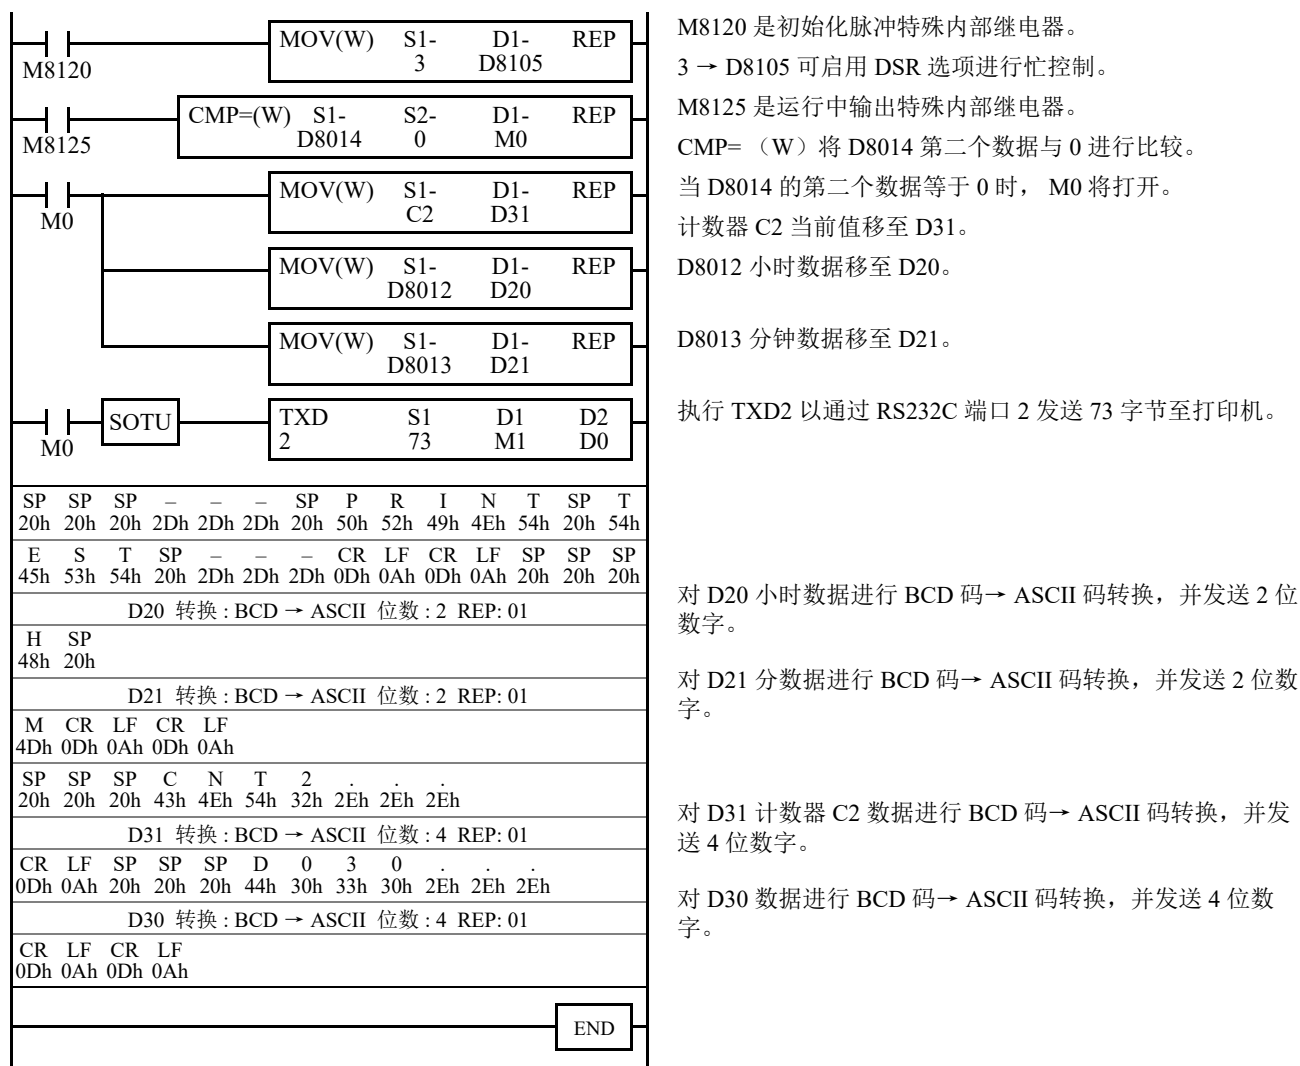 MOV(W) S1- D1- REP
3 D8105
M8120
M8120 是初始化脉冲特殊内部继电器。
3 → D8105 可启用 DSR 选项进行忙控制。
CMP=(W) S1- S2- D1- REP
D8014 0 M0
M8125
M8125 是运行中输出特殊内部继电器。
CMP= （W）将 D8014 第二个数据与 0 进行比较。
MOV(W) S1- D1- REP
C2 D31
M0
当 D8014 的第二个数据等于 0 时， M0 将打开。
计数器 C2 当前值移至 D31。
MOV(W) S1- D1- REP
D8012 D20
D8012 小时数据移至 D20。
MOV(W) S1- D1- REP
D8013 D21
D8013 分钟数据移至 D21。
SOTU
TXD S1 D1 D2
2 73 M1 D0
M0
执行 TXD2 以通过 RS232C 端口 2 发送 73 字节至打印机。
SP SP SP – – – SP P R I N T SP T
20h 20h 20h 2Dh 2Dh 2Dh 20h 50h 52h 49h 4Eh 54h 20h 54h
E S T SP – – – CR LF CR LF SP SP SP
45h 53h 54h 20h 2Dh 2Dh 2Dh 0Dh 0Ah 0Dh 0Ah 20h 20h 20h
D20 转换 : BCD → ASCII 位数 : 2 REP: 01
对 D20 小时数据进行 BCD 码→ ASCII 码转换，并发送 2 位
数字。
H SP
48h 20h
D21 转换 : BCD → ASCII 位数 : 2 REP: 01
对 D21 分数据进行 BCD 码→ ASCII 码转换，并发送 2 位数
字。
M CR LF CR LF
4Dh 0Dh 0Ah 0Dh 0Ah
SP SP SP C N T 2 . . .
20h 20h 20h 43h 4Eh 54h 32h 2Eh 2Eh 2Eh
D31 转换 : BCD → ASCII 位数 : 4 REP: 01
对 D31 计数器 C2 数据进行 BCD 码→ ASCII 码转换，并发
送 4 位数字。
CR LF SP SP SP D 0 3 0 . . .
0Dh 0Ah 20h 20h 20h 44h 30h 33h 30h 2Eh 2Eh 2Eh
D30 转换 : BCD → ASCII 位数 : 4 REP: 01
对 D30 数据进行 BCD 码→ ASCII 码转换，并发送 4 位数
字。
CR LF CR LF
0Dh 0Ah 0Dh 0Ah
END